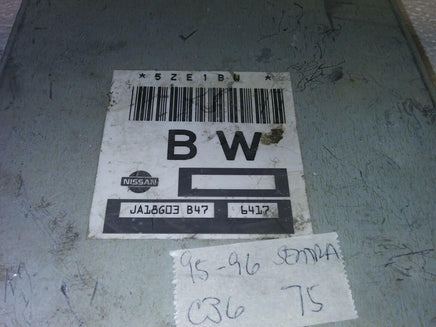 *5ZE1BW *
BW
NISSAN
JA18G03 B47 6417
95-96 SENTRA
C36 75